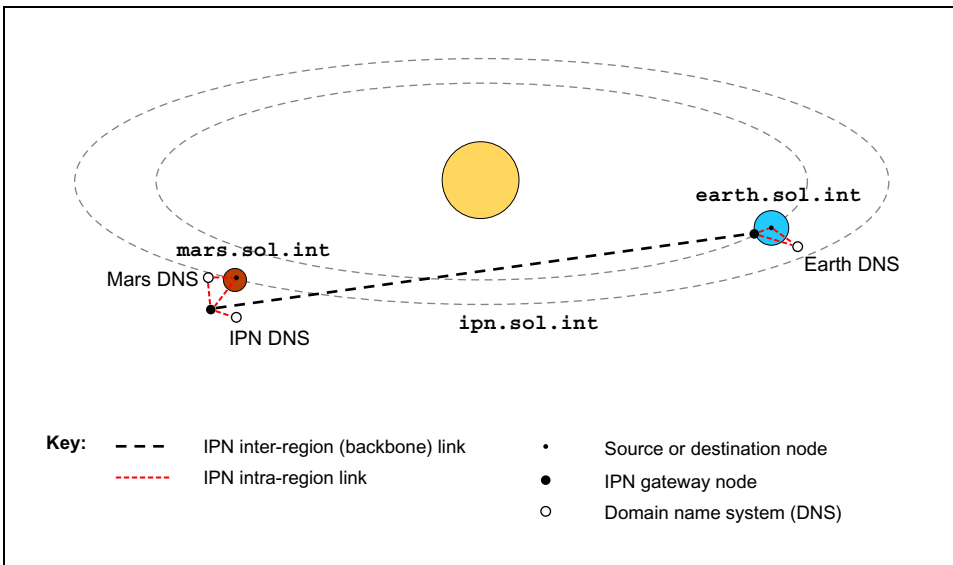 earth.sol.int
mars.sol.int
Earth DNS
Mars DNS
ipn.sol.int
IPN DNS
Key:
IPN inter-region (backbone) link
IPN intra-region link
Source or destination node
IPN gateway node
Domain name system (DNS)